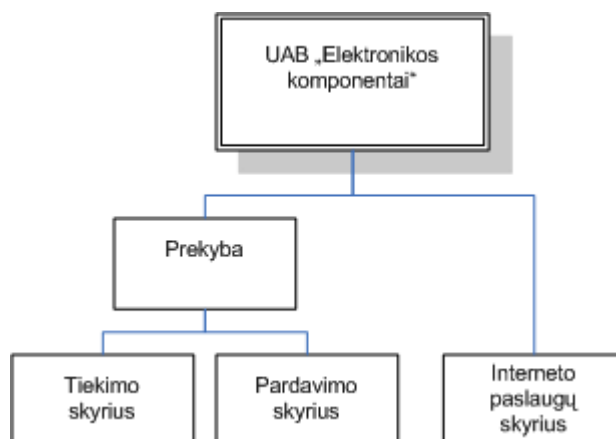 UAB „Elektronikos
komponentai“
Prekyba
Tiekimo
skyrius
Pardavimo
skyrius
Interneto
paslaugų
skyrius